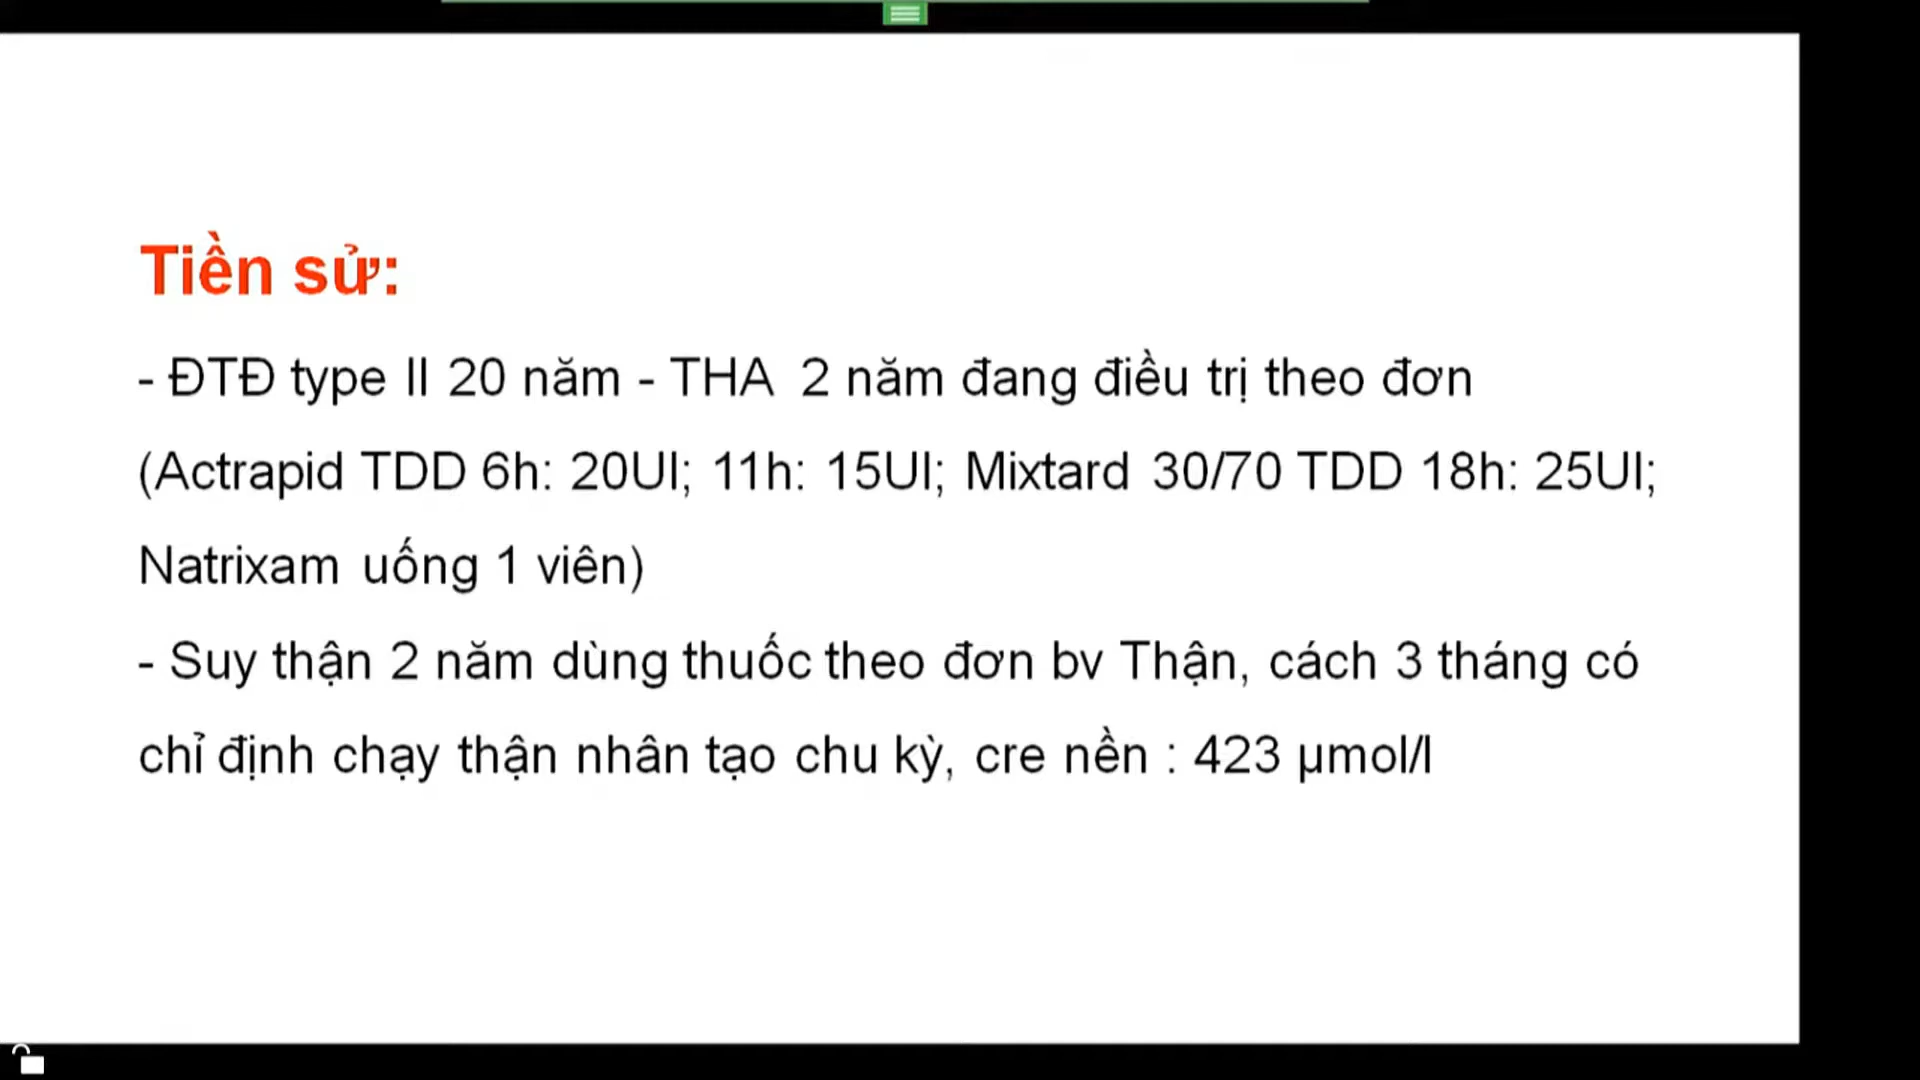 Tiền sử:
- ĐTĐ type II 20 năm - THA 2 năm đang điều trị theo đơn
(Actrapid TDD 6h: 20UI; 11h: 15UI; Mixtard 30/70 TDD 18h: 25UI;
Natrixam uống 1 viên)
- Suy thận 2 năm dùng thuốc theo đơn bv Thận, cách 3 tháng có
chỉ định chạy thận nhân tạo chu kỳ, cre nền : 423 µmol/l